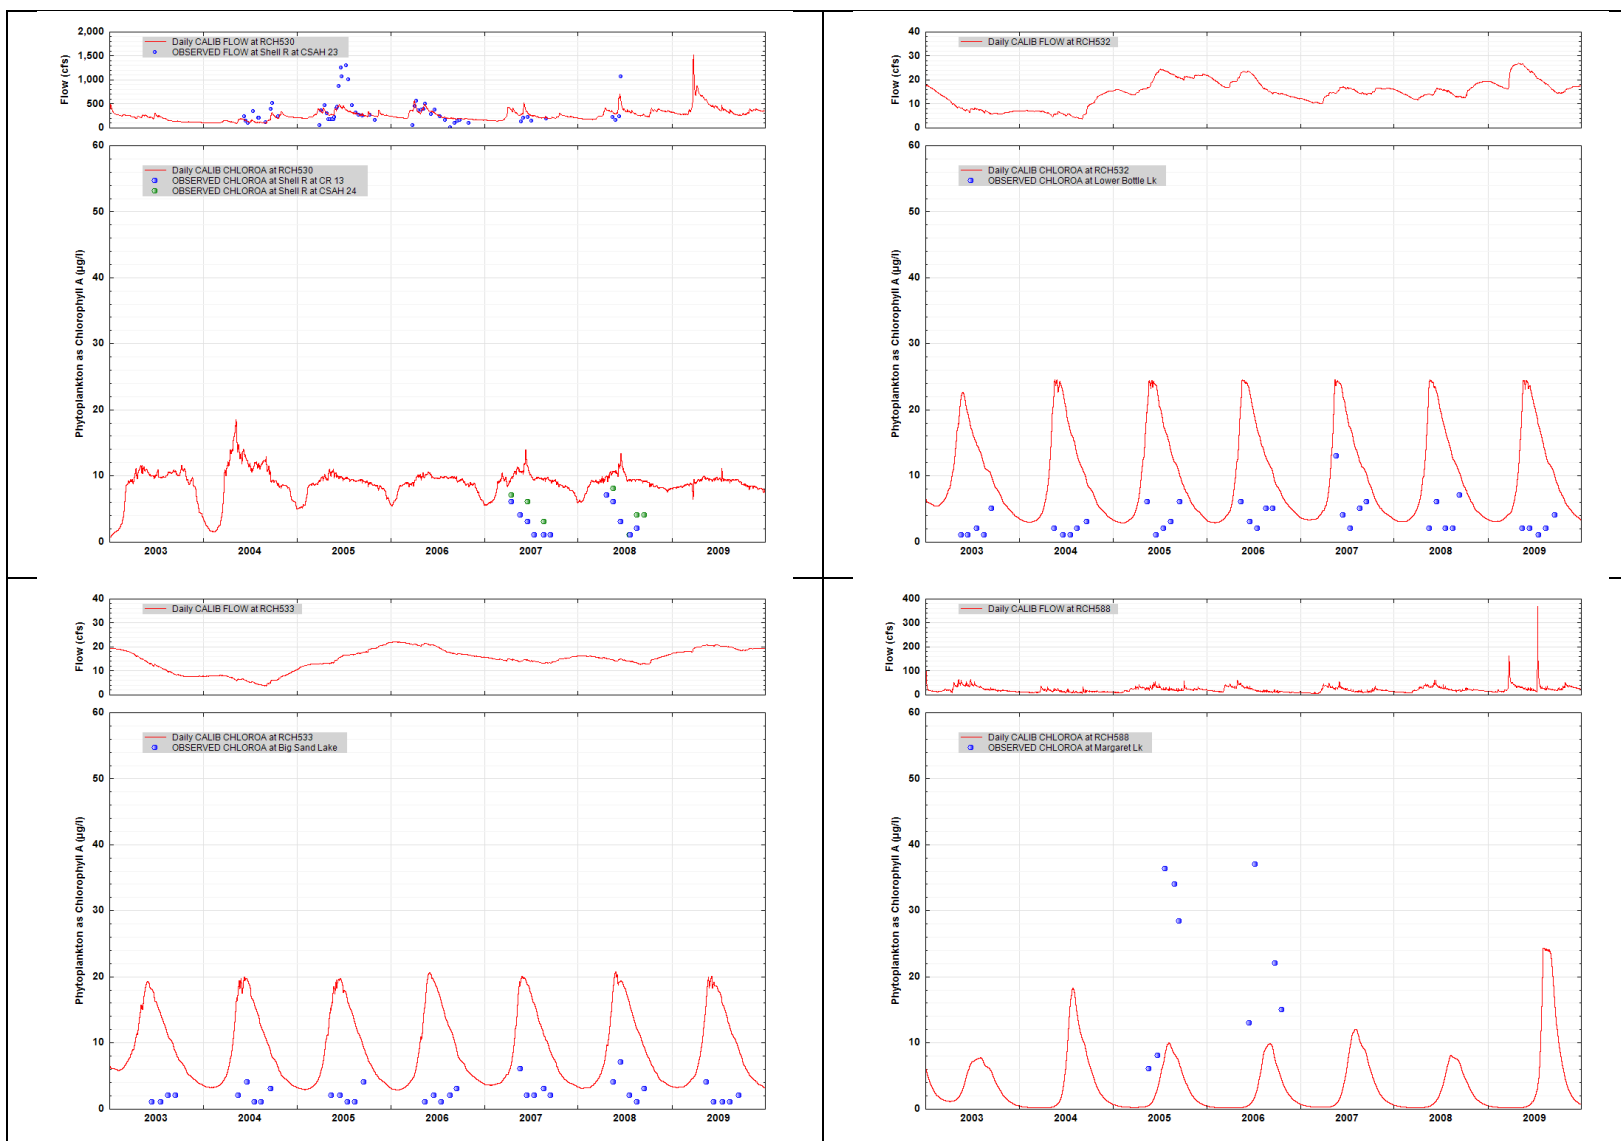 2,000
1,500
1,000
500
0
Flow (cfs)
Daily CALIB FLOW at RCH530
OBSERVED FLOW at Shell R at CSAH 23
60
50
40
30
20
10
0
Phytoplankton as Chlorophyll A (µg/l)
Daily CALIB CHLOROA at RCH530
OBSERVED CHLOROA at Shell R at CR 13
OBSERVED CHLOROA at Shell R at CSAH 24
2003 2004 2005 2006 2007 2008 2009
40
30
20
10
0
Flow (cfs)
Daily CALIB FLOW at RCH532
60
50
40
30
20
10
0
Phytoplankton as Chlorophyll A (µg/l)
Daily CALIB CHLOROA at RCH532
OBSERVED CHLOROA at Lower Bottle Lk
2003 2004 2005 2006 2007 2008 2009
40
30
20
10
0
Flow (cfs)
Daily CALIB FLOW at RCH533
60
50
40
30
20
10
0
Phytoplankton as Chlorophyll A (µg/l)
Daily CALIB CHLOROA at RCH533
OBSERVED CHLOROA at Big Sand Lake
2003 2004 2005 2006 2007 2008 2009
400
300
200
100
0
Flow (cfs)
Daily CALIB FLOW at RCH588
60
50
40
30
20
10
0
Phytoplankton as Chlorophyll A (µg/l)
Daily CALIB CHLOROA at RCH588
OBSERVED CHLOROA at Margaret Lk
2003 2004 2005 2006 2007 2008 2009